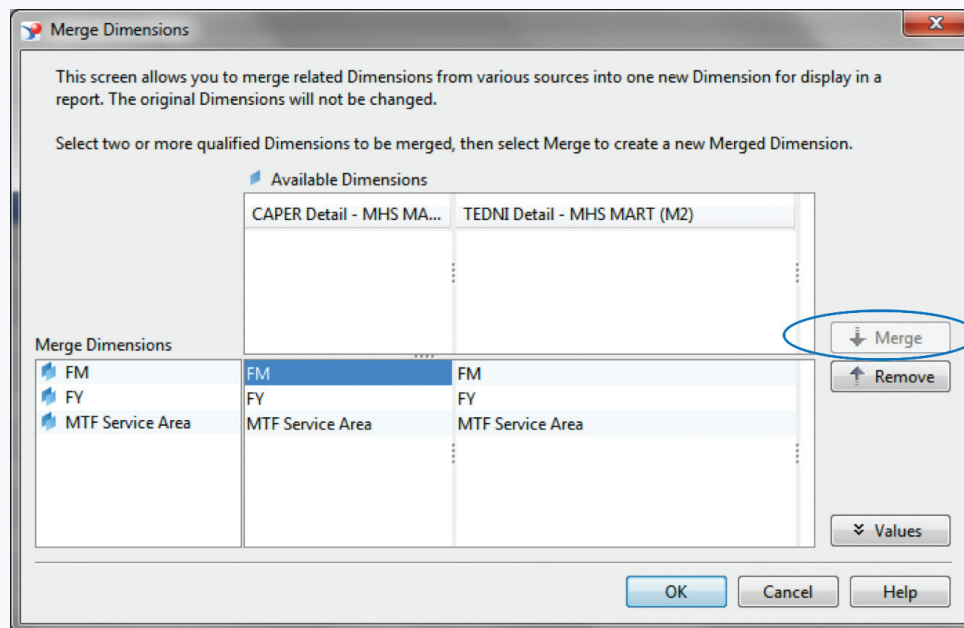 Merge Dimensions
This screen allows you to merge related Dimensions from various sources into one new Dimension for display in a
report. The original Dimensions will not be changed.
Select two or more qualified Dimensions to be merged, then select Merge to create a new Merged Dimension.
Available Dimensions
CAPER Detail - MHS MA... TEDNI Detail - MHS MART (M2)
Merge
Merge Dimensions
Remove
FM FM FM
FY FY FY
MTF Service Area MTF Service Area MTF Service Area
Values
OK Cancel Help